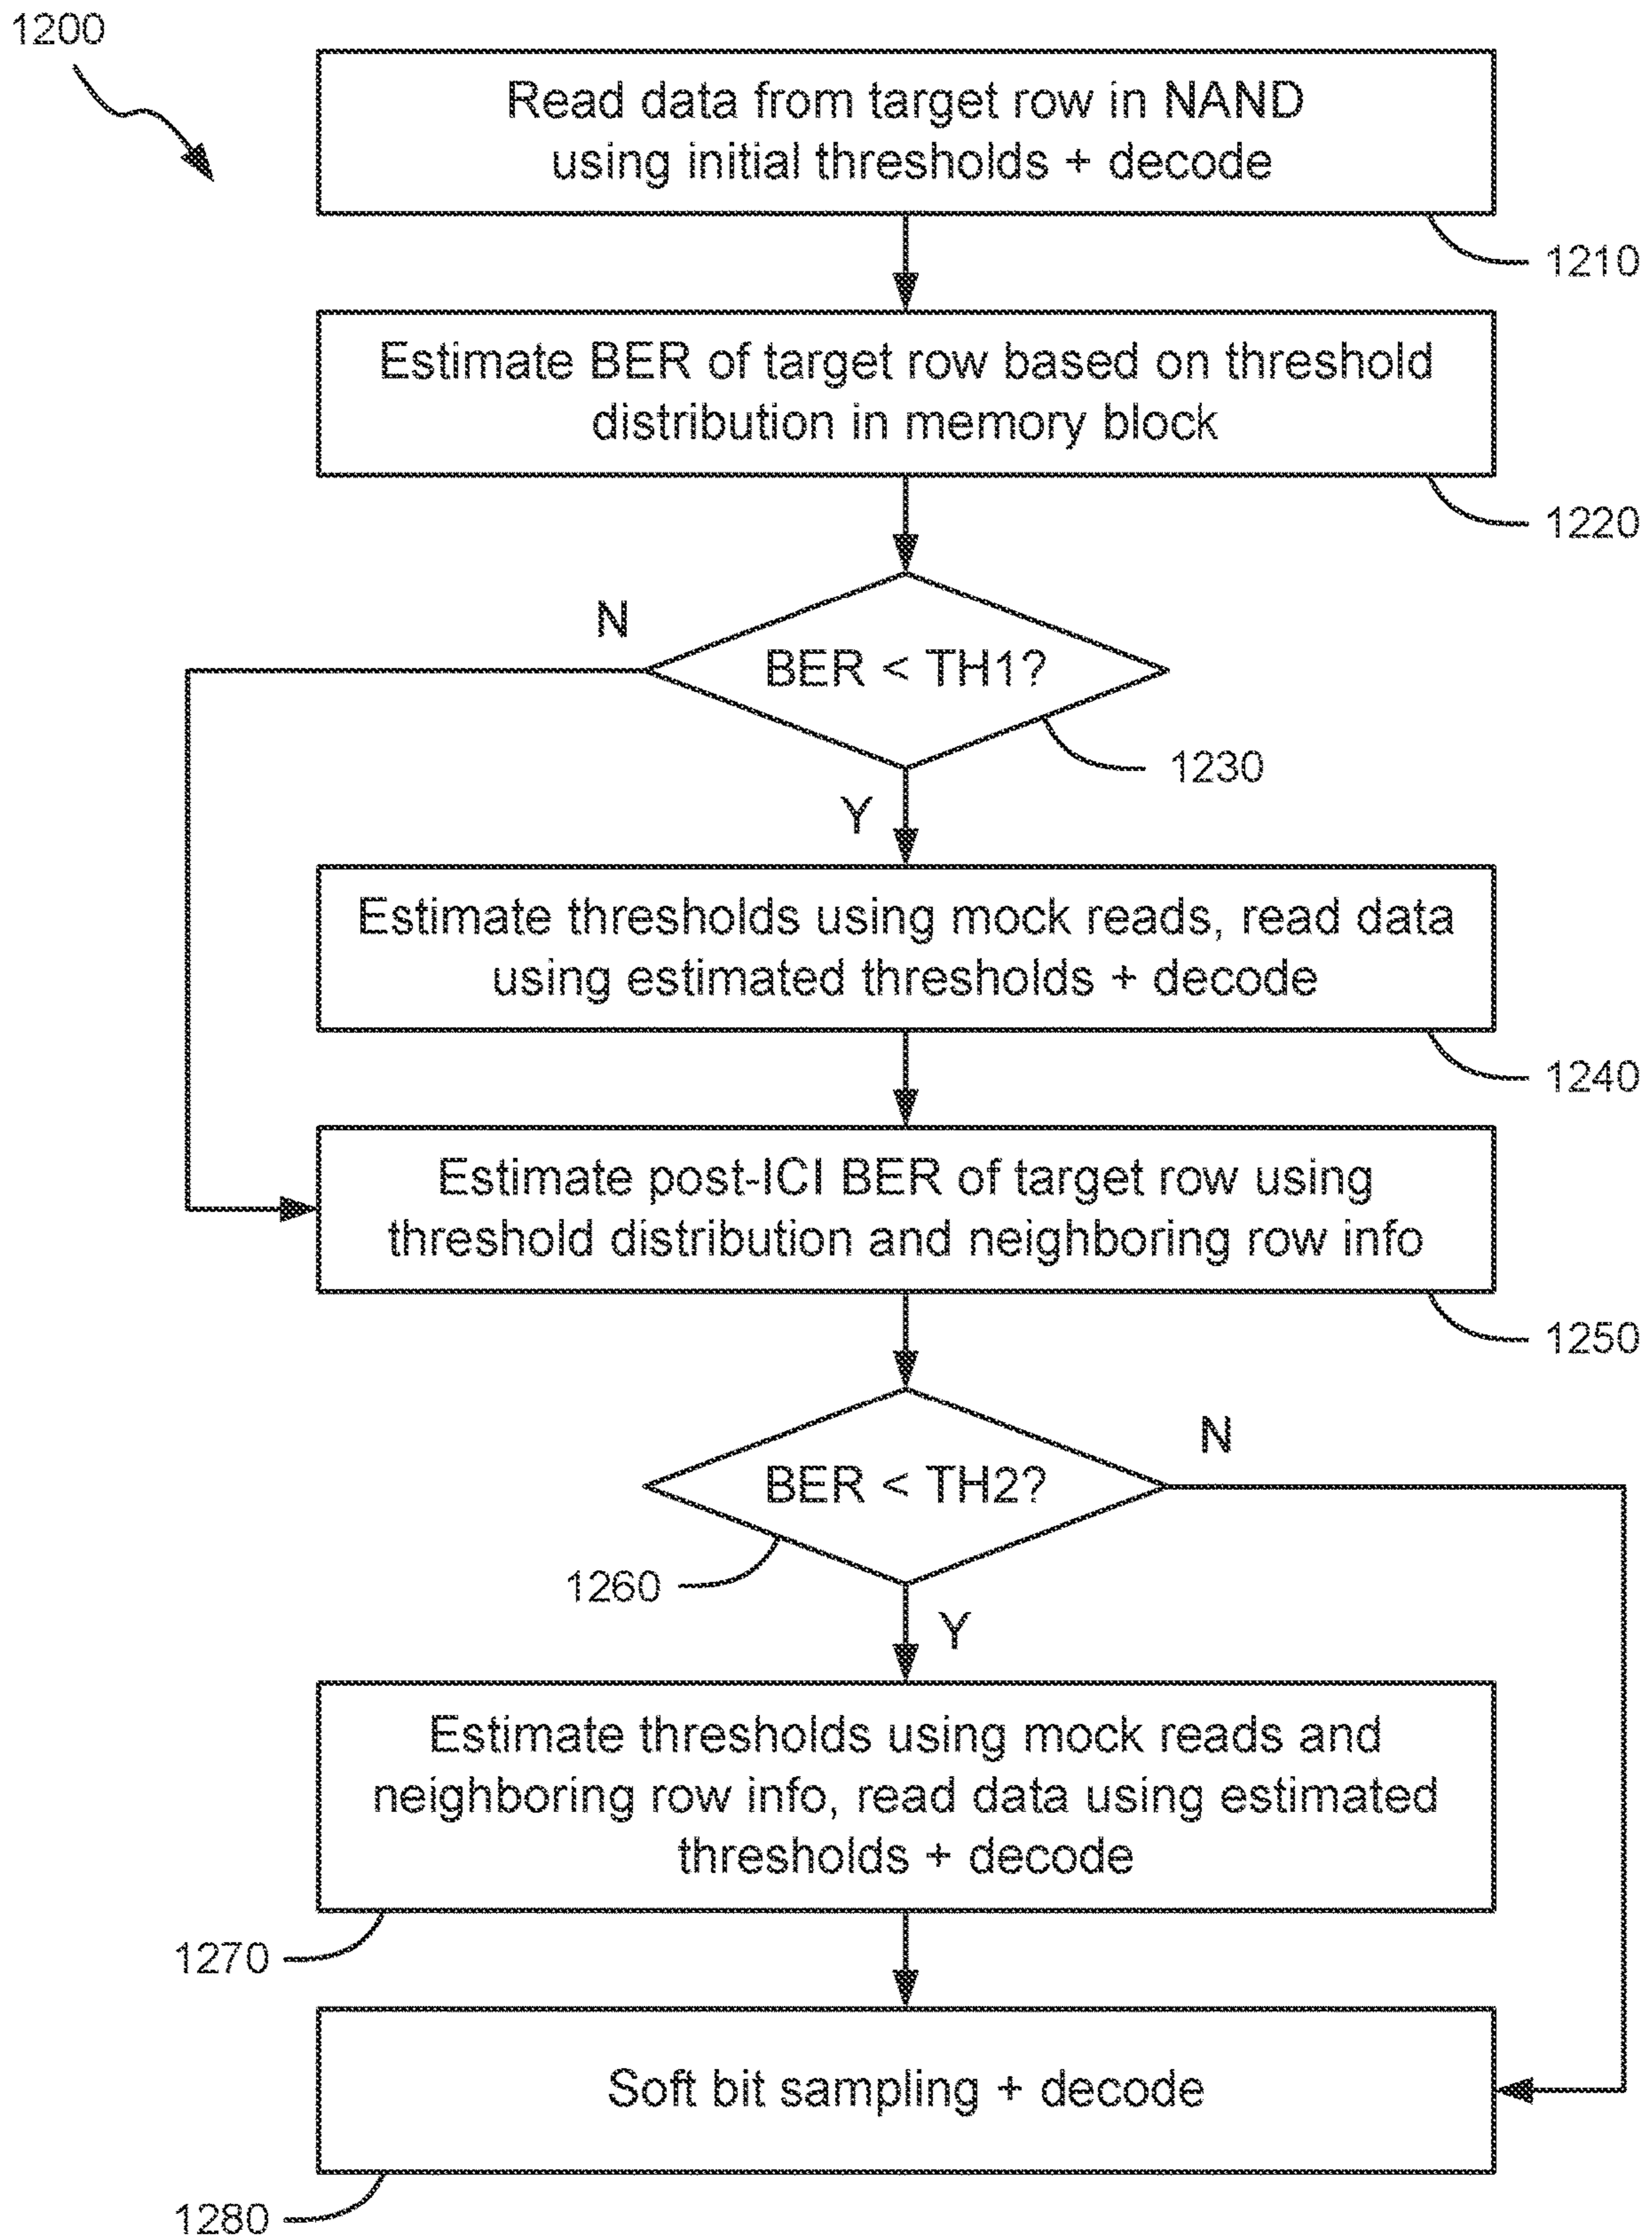 1200
Read data from target row in NAND
using initial thresholds + decode
1210
Estimate BER of target row based on threshold
distribution in memory block
1220
N
BER < TH1?
1230
Y
Estimate thresholds using mock reads, read data
using estimated thresholds + decode
1240
Estimate post-ICI BER of target row using
threshold distribution and neighboring row info
1250
N
BER < TH2?
1260
Y
Estimate thresholds using mock reads and
neighboring row info, read data using estimated
thresholds + decode
1270
Soft bit sampling + decode
1280